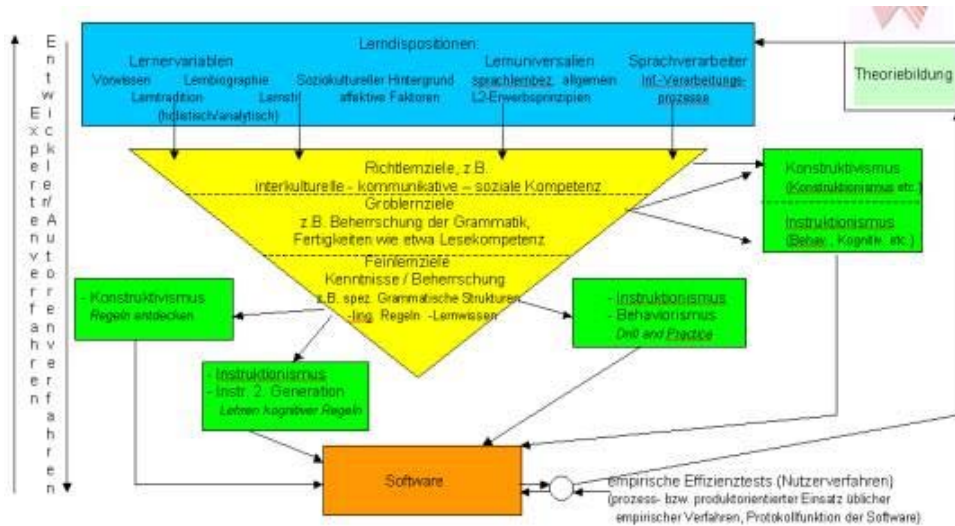 Lerndispositionen:
Lernervariablen
Lernuniversalien
Sprachverarbeiter
Vorwissen
Lernbiographie
Soziokultureller Hintergrund
sprachlernbez. allgemein
Inf.-Verarbeitungs-
Lerntradition
Lernstil
affektive Faktoren
L2-Erwerbsprinzipien
prozesse
(holistisch/analytisch)
Theoriebildung
Expertenverfahren
Entwickler/Autorenverfahren
Richtlernziele, z.B.
interkulturelle - kommunikative – soziale Kompetenz
Groblernziele
z.B. Beherrschung der Grammatik,
Fertigkeiten wie etwa Lesekompetenz
Feinlernziele
Kenntnisse / Beherrschung
z.B. spez. Grammatische Strukturen
-ling. Regeln -Lernwissen
Konstruktivismus
(Konstruktionismus etc.)
Instruktionismus
(Behav., Kognitiv. etc.)
- Konstruktivismus
Regeln entdecken
- Instruktionismus
- Behaviorismus
Drill and Practice
- Instruktionismus
- Instr. 2. Generation
Lehren kognitiver Regeln
Software
empirische Effizienztests (Nutzerverfahren)
(prozess- bzw. produktorientierter Einsatz üblicher
empirischer Verfahren, Protokollfunktion der Software)